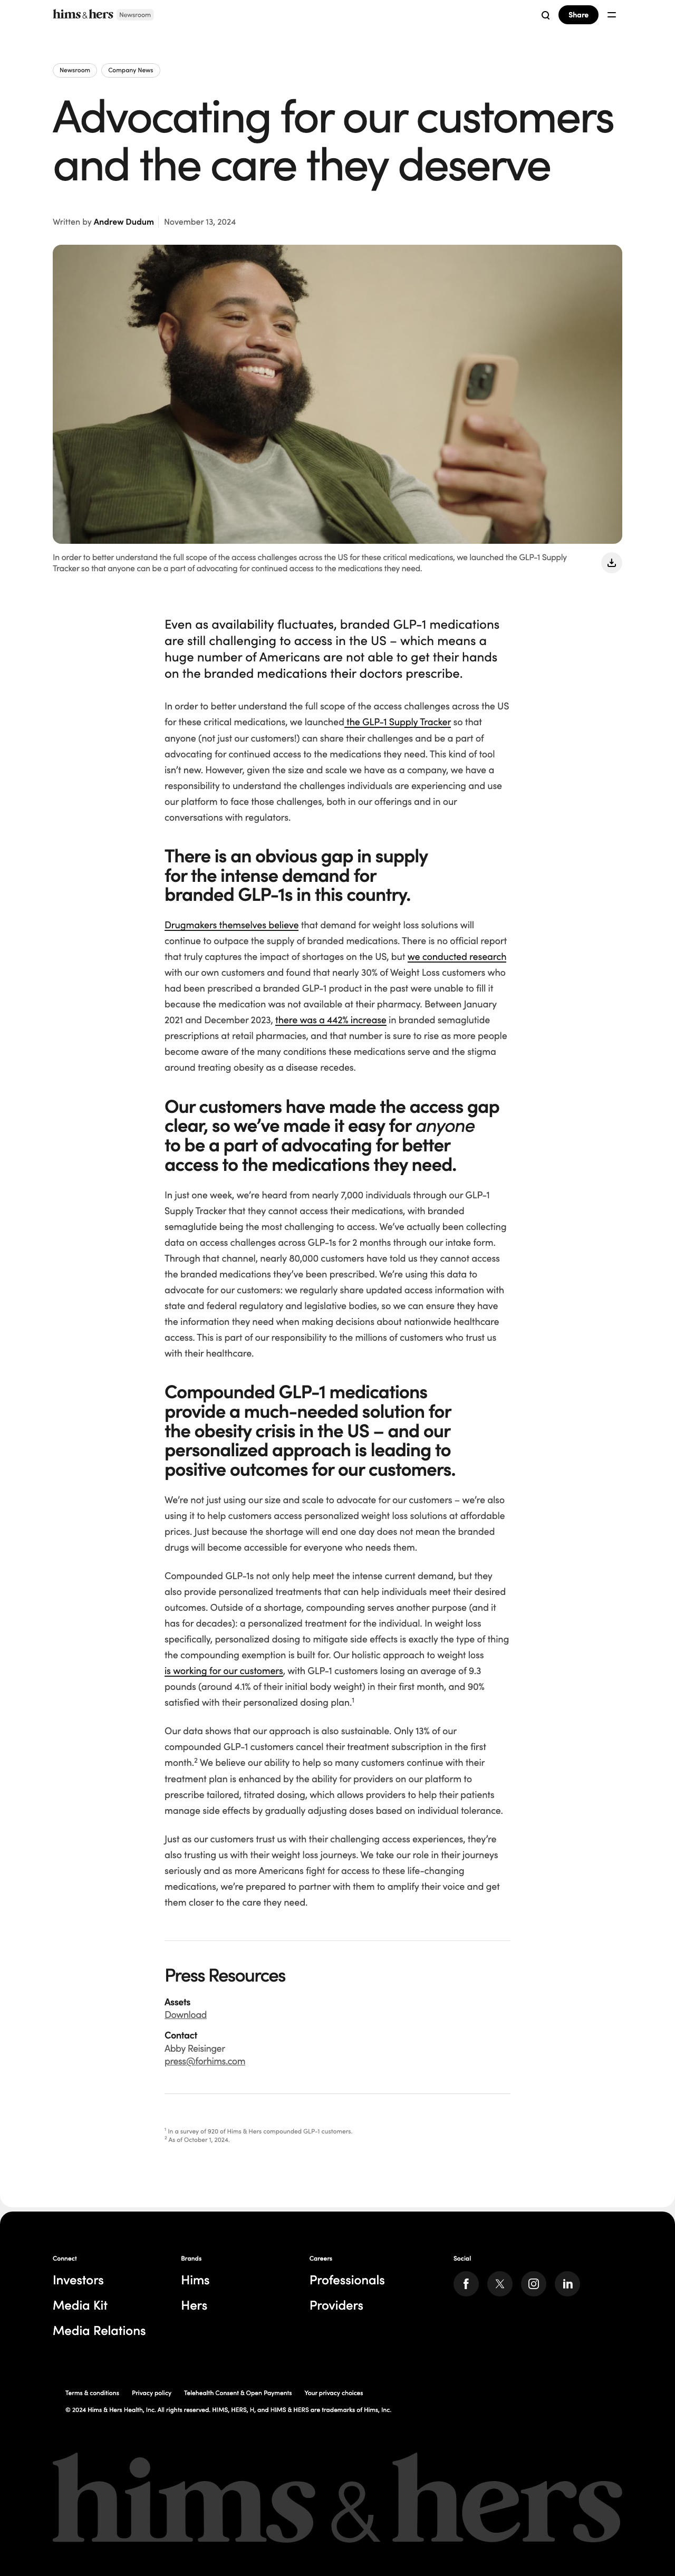 hims & hers Newsroom
Share
Newsroom
Company News
Advocating for our customers
and the care they deserve
Written by Andrew Dudum
November 13, 2024
In order to better understand the full scope of the access challenges across the US for these critical medications, we launched the GLP-1 Supply
Tracker so that anyone can be a part of advocating for continued access to the medications they need.
Even as availability fluctuates, branded GLP-1 medications
are still challenging to access in the US – which means a
huge number of Americans are not able to get their hands
on the branded medications their doctors prescribe.
In order to better understand the full scope of the access challenges across the US
for these critical medications, we launched the GLP-1 Supply Tracker so that
anyone (not just our customers!) can share their challenges and be a part of
advocating for continued access to the medications they need. This kind of tool
isn’t new. However, given the size and scale we have as a company, we have a
responsibility to understand the challenges individuals are experiencing and use
our platform to face those challenges, both in our offerings and in our
conversations with regulators.
There is an obvious gap in supply
for the intense demand for
branded GLP-1s in this country.
Drugmakers themselves believe that demand for weight loss solutions will
continue to outpace the supply of branded medications. There is no official report
that truly captures the impact of shortages on the US, but we conducted research
with our own customers and found that nearly 30% of Weight Loss customers who
had been prescribed a branded GLP-1 product in the past were unable to fill it
because the medication was not available at their pharmacy. Between January
2021 and December 2023, there was a 442% increase in branded semaglutide
prescriptions at retail pharmacies, and that number is sure to rise as more people
become aware of the many conditions these medications serve and the stigma
around treating obesity as a disease recedes.
Our customers have made the access gap
clear, so we’ve made it easy for anyone
to be a part of advocating for better
access to the medications they need.
In just one week, we’re heard from nearly 7,000 individuals through our GLP-1
Supply Tracker that they cannot access their medications, with branded
semaglutide being the most challenging to access. We’ve actually been collecting
data on access challenges across GLP-1s for 2 months through our intake form.
Through that channel, nearly 80,000 customers have told us they cannot access
the branded medications they’ve been prescribed. We’re using this data to
advocate for our customers: we regularly share updated access information with
state and federal regulatory and legislative bodies, so we can ensure they have
the information they need when making decisions about nationwide healthcare
access. This is part of our responsibility to the millions of customers who trust us
with their healthcare.
Compounded GLP-1 medications
provide a much-needed solution for
the obesity crisis in the US – and our
personalized approach is leading to
positive outcomes for our customers.
We’re not just using our size and scale to advocate for our customers – we’re also
using it to help customers access personalized weight loss solutions at affordable
prices. Just because the shortage will end one day does not mean the branded
drugs will become accessible for everyone who needs them.
Compounded GLP-1s not only help meet the intense current demand, but they
also provide personalized treatments that can help individuals meet their desired
outcomes. Outside of a shortage, compounding serves another purpose (and it
has for decades): a personalized treatment for the individual. In weight loss
specifically, personalized dosing to mitigate side effects is exactly the type of thing
the compounding exemption is built for. Our holistic approach to weight loss
is working for our customers, with GLP-1 customers losing an average of 9.3
pounds (around 4.1% of their initial body weight) in their first month, and 90%
satisfied with their personalized dosing plan.¹
Our data shows that our approach is also sustainable. Only 13% of our
compounded GLP-1 customers cancel their treatment subscription in the first
month.² We believe our ability to help so many customers continue with their
treatment plan is enhanced by the ability for providers on our platform to
prescribe tailored, titrated dosing, which allows providers to help their patients
manage side effects by gradually adjusting doses based on individual tolerance.
Just as our customers trust us with their challenging access experiences, they’re
also trusting us with their weight loss journeys. We take our role in their journeys
seriously and as more Americans fight for access to these life-changing
medications, we’re prepared to partner with them to amplify their voice and get
them closer to the care they need.
Press Resources
Assets
Download
Contact
Abby Reisinger
press@forhims.com
¹ In a survey of 920 of Hims & Hers compounded GLP-1 customers.
² As of October 1, 2024.
Connect
Investors
Media Kit
Media Relations
Brands
Hims
Hers
Careers
Professionals
Providers
Social
Terms & conditions
Privacy policy
Telehealth Consent & Open Payments
Your privacy choices
© 2024 Hims & Hers Health, Inc. All rights reserved. HIMS, HERS, H, and HIMS & HERS are trademarks of Hims, Inc.
hims & hers